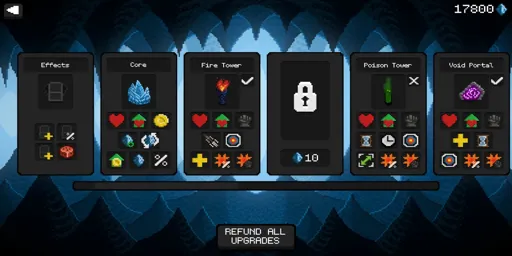 17800
Effects
Core
Fire Tower
Poison Tower
Void Portal
10
REFUND ALL
UPGRADES